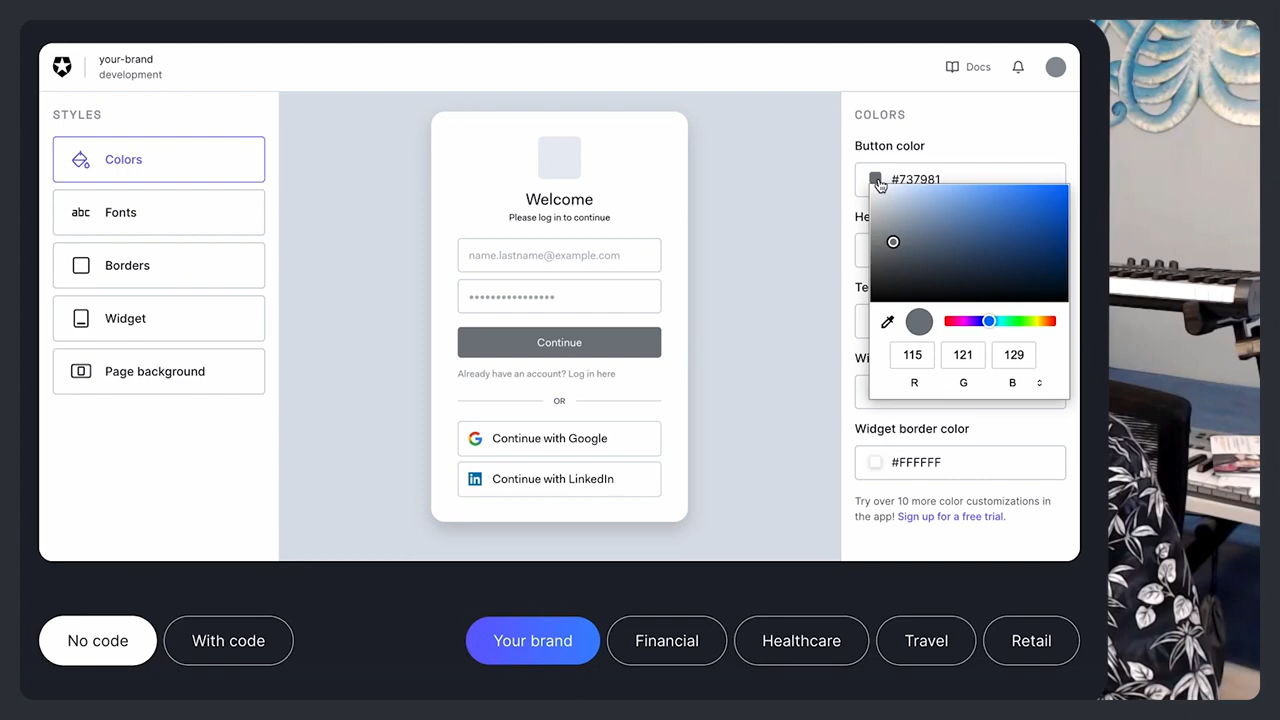 your-brand
development
Docs
STYLES
Colors
abc Fonts
Borders
Widget
Page background
Welcome
Please log in to continue
name.lastname@example.com
••••••••••••••••
Continue
Already have an account? Log in here
OR
Continue with Google
in Continue with LinkedIn
COLORS
Button color
#737981
He
Te
Wi
115 121 129
R G B
Widget border color
#FFFFFF
Try over 10 more color customizations in
the app! Sign up for a free trial.
No code
With code
Your brand
Financial
Healthcare
Travel
Retail